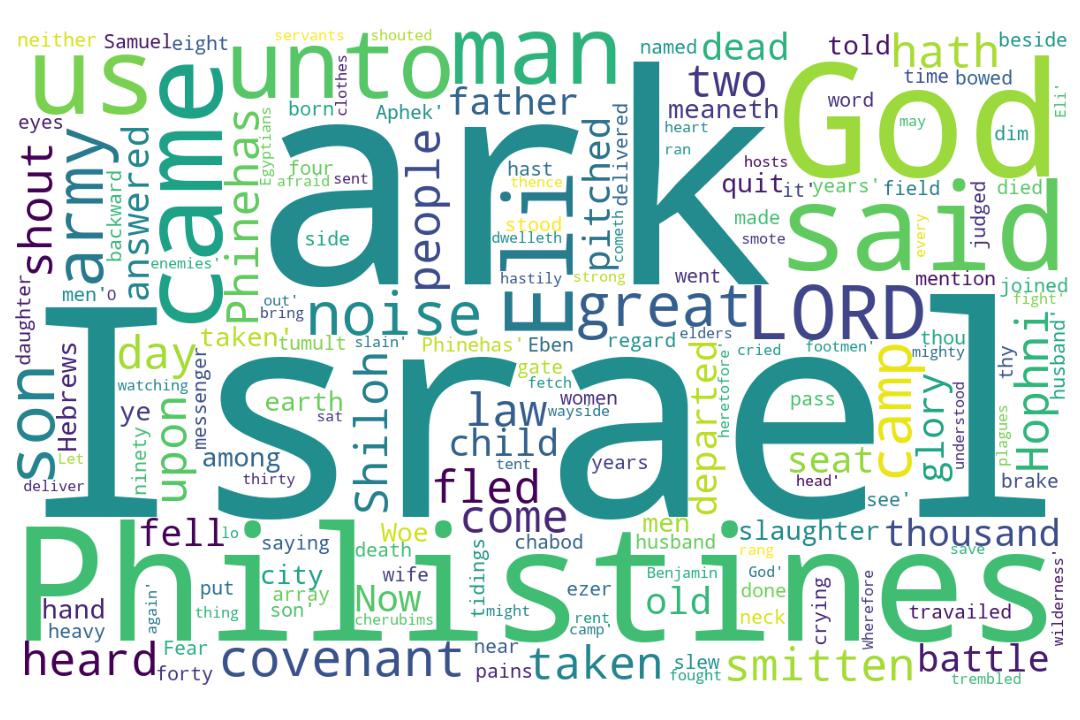 neither Samuel eight servants shouted named dead told hath beside
us unto man God
came clothes two time bowed
born' Aphek' father meaneth word may dim Eli'
eyes Egyptians heart
shout army answered backward Phinehas four afraid sent ark people hast thence pitched delivered ran hosts quit it' years' field died
stood said judged every
side dwelleth cometh made smote
enemies' hastily strong went mention joined
men' O out' bring noise Eli great LORD fight'
daughter son Hebrews taken' tumult slain' Phinehas' Eben regard elders cried footmen' thou mighty Hophni husband'
day watching messenger gate fetch departed heretofore camp glory thy understood
Israel
ye upon earth sat Shiloh law women wayside pass plagues
ninety child seat
Let among tent years see'
deliver thirty fled head' brake
come
Philistines
fell lo saying Woe chabod men rang slaughter thousand
death tidings husband save
city wife Benjamin God' done crying Wherefore wilderness'
hand put array Now ezer old
thing son' cherubims might rent neck travailed
heavy again' camp'
heard Fear covenant near taken slew smitten battle
forty pains fought trembled